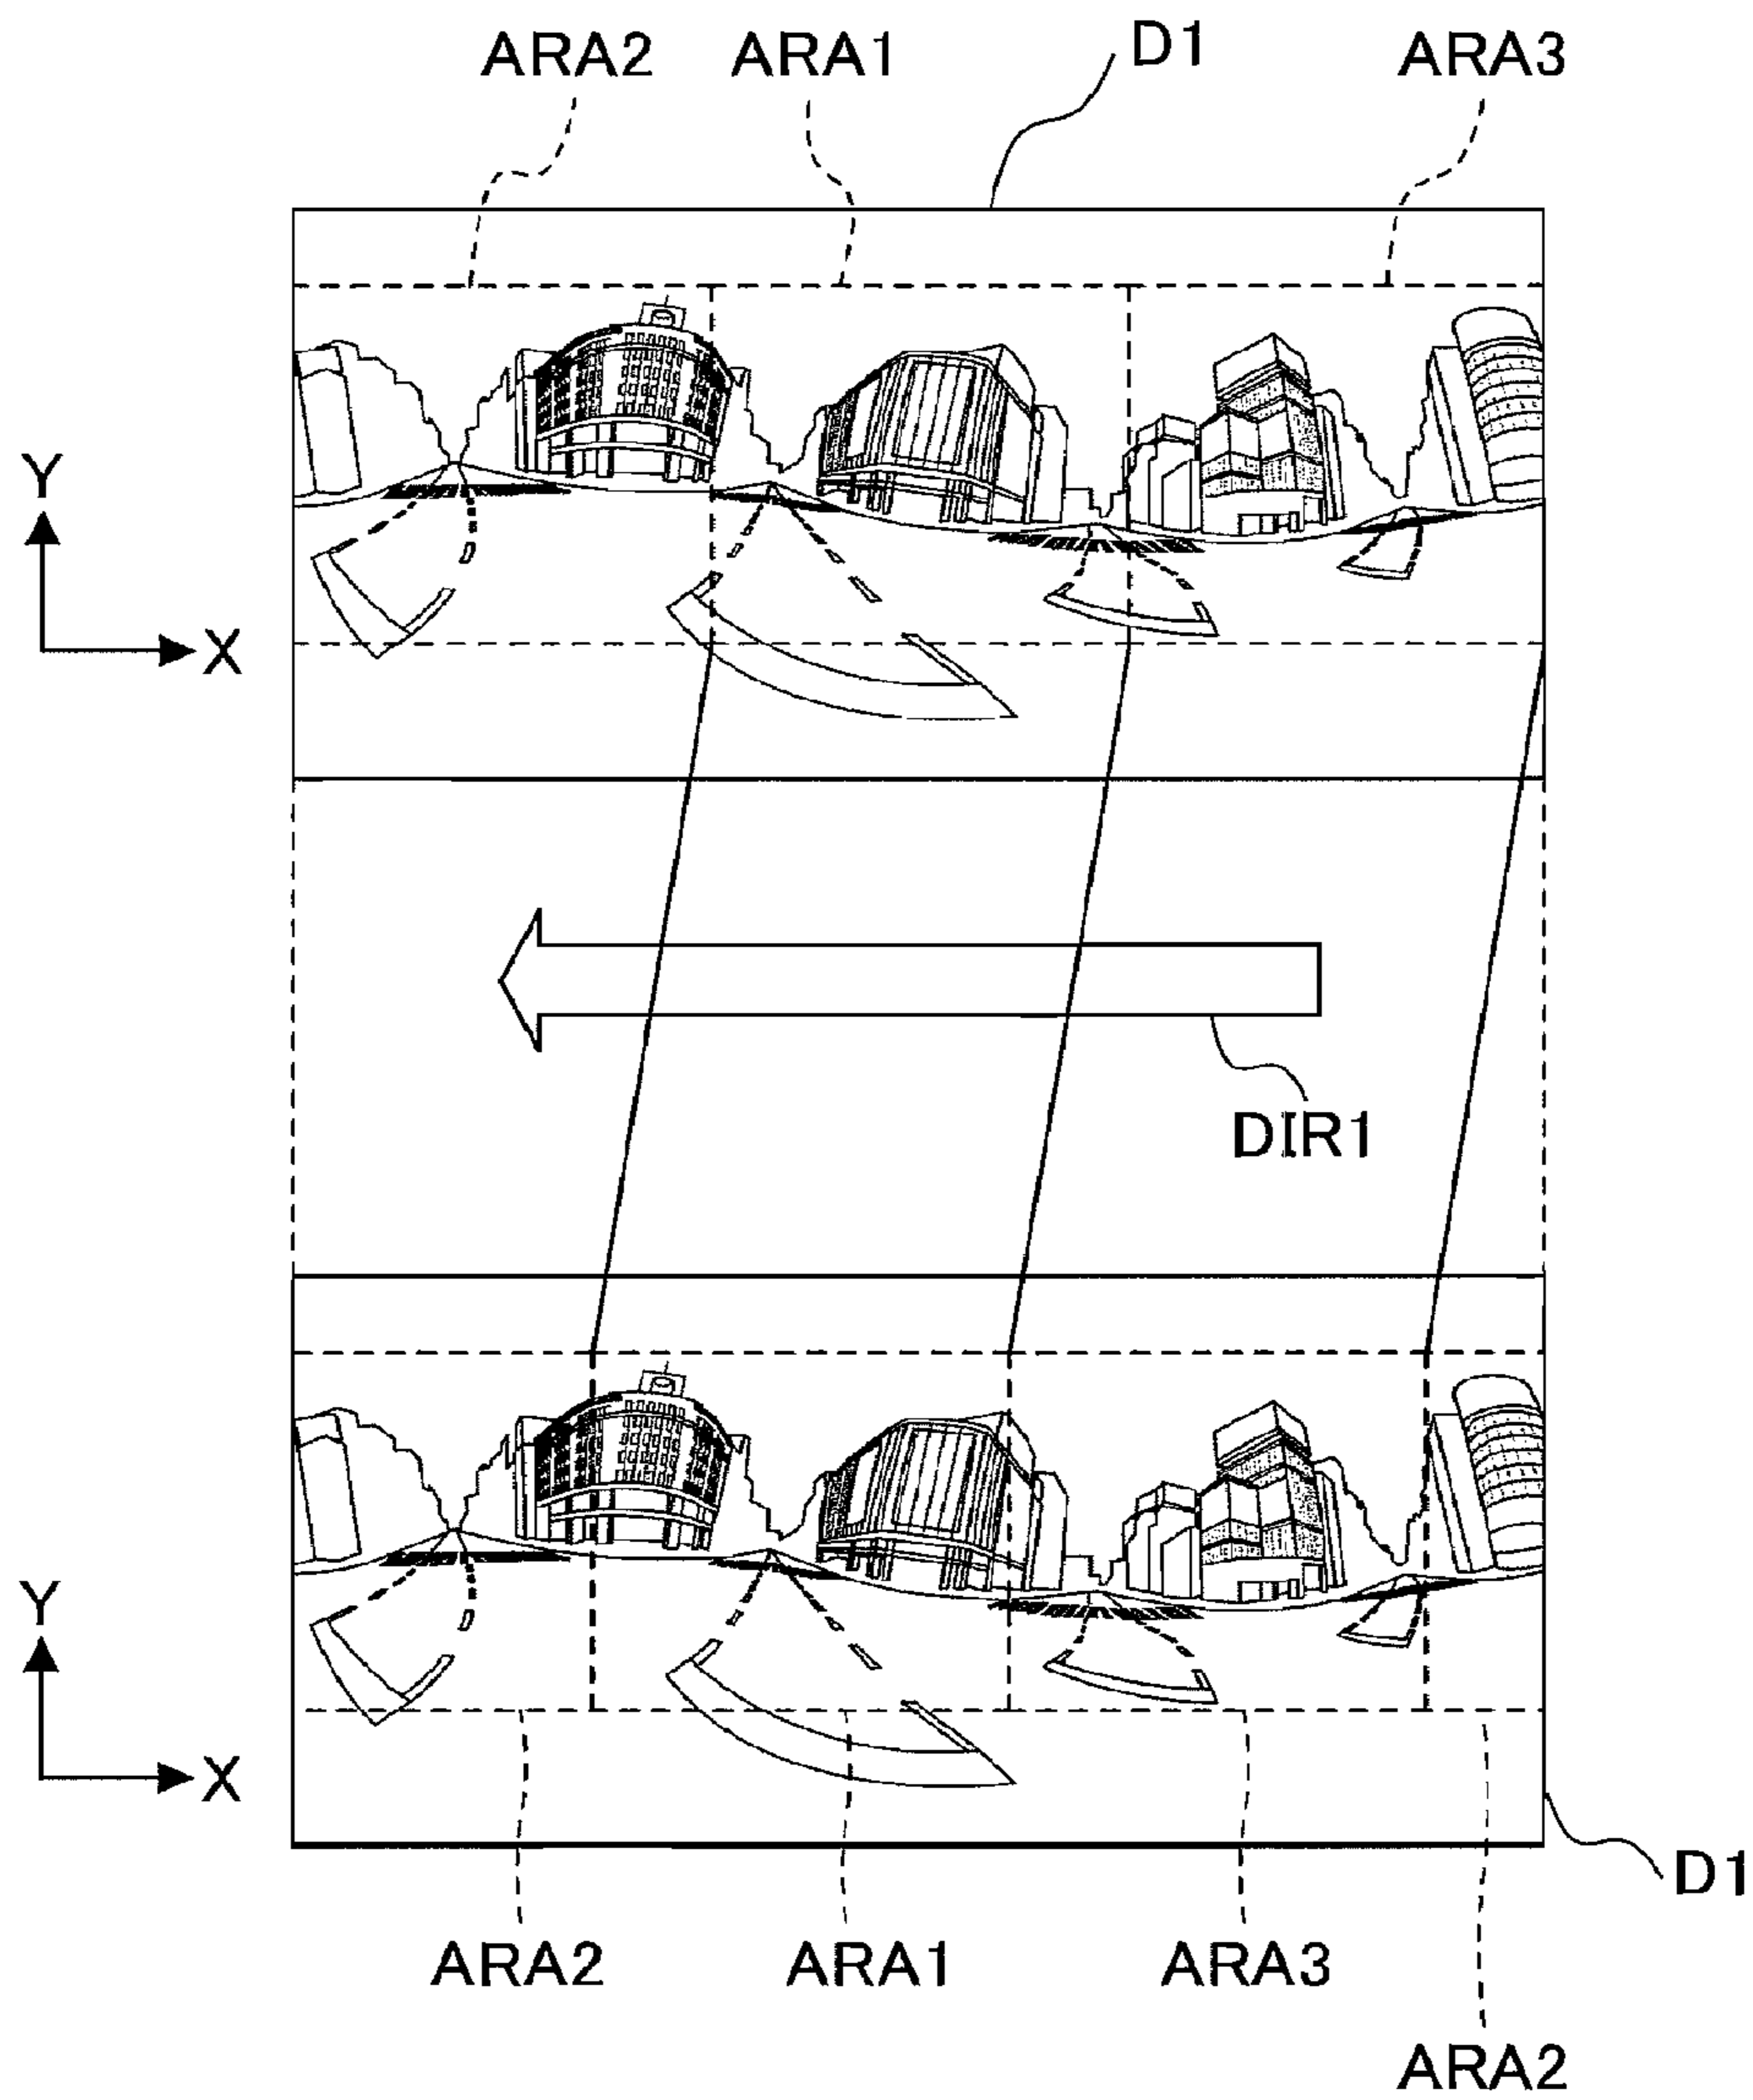 ARA2 ARA1 D1 ARA3
Y
X
DIR1
Y
X
D1
ARA2 ARA1 ARA3
ARA2